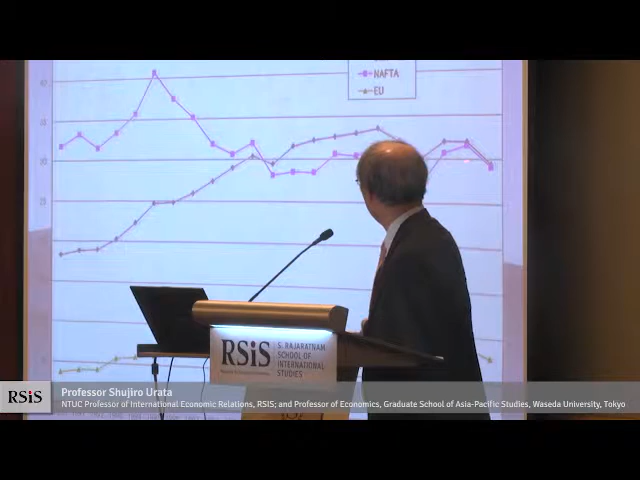 NAFTA
EU
RSiS
S. RAJARATNAM
SCHOOL OF
INTERNATIONAL
STUDIES
RSiS
Professor Shujiro Urata
NTUC Professor of International Economic Relations, RSIS; and Professor of Economics, Graduate School of Asia-Pacific Studies, Waseda University, Tokyo